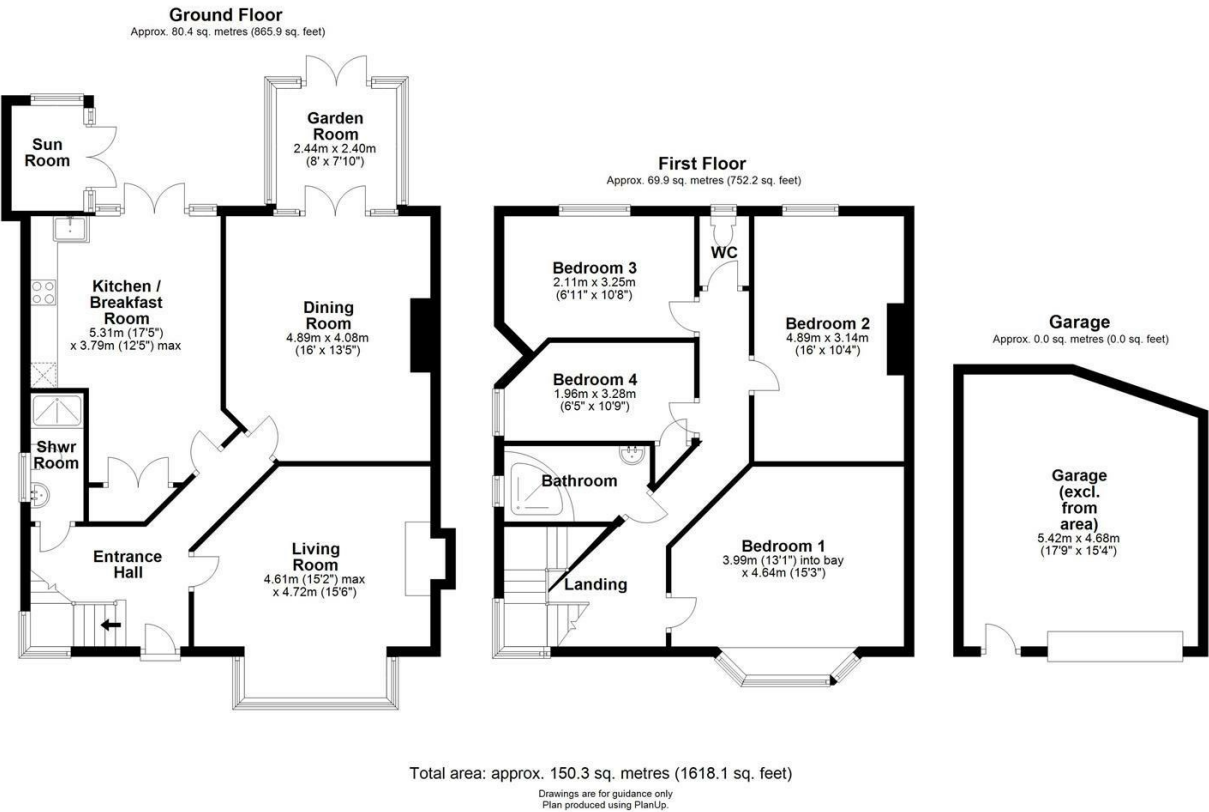 Ground Floor
Approx. 80.4 sq. metres (865.9 sq. feet)
Sun
Room
Garden
Room
2.44m x 2.40m
(8' x 7'10")
Kitchen /
Breakfast
Room
5.31m (17'5")
x 3.79m (12'5") max
Dining
Room
4.89m x 4.08m
(16' x 13'5")
Shwr
Room
Entrance
Hall
Living
Room
4.61m (15'2") max
x 4.72m (15'6")
First Floor
Approx. 69.9 sq. metres (752.2 sq. feet)
WC
Bedroom 3
2.11m x 3.25m
(6'11" x 10'8")
Bedroom 2
4.89m x 3.14m
(16' x 10'4")
Bedroom 4
1.96m x 3.28m
(6'5" x 10'9")
Bathroom
Bedroom 1
3.99m (13'1") into bay
x 4.64m (15'3")
Landing
Garage
Approx. 0.0 sq. metres (0.0 sq. feet)
Garage
(excl.
from
area)
5.42m x 4.68m
(17'9" x 15'4")
Total area: approx. 150.3 sq. metres (1618.1 sq. feet)
Drawings are for guidance only
Plan produced using PlanUp.